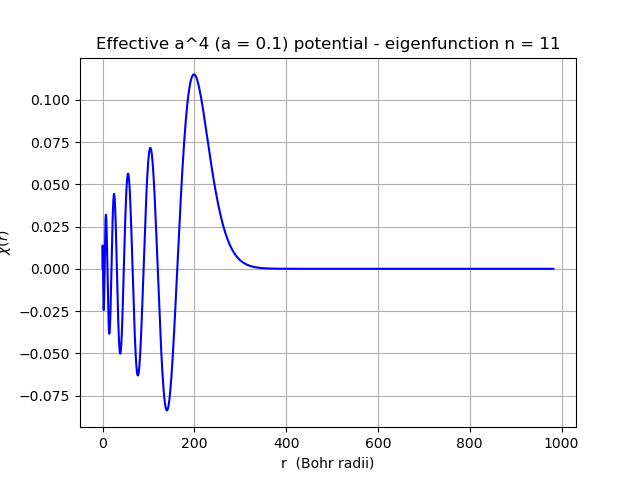 Effective a^4 (a = 0.1) potential - eigenfunction n = 11
0.100
0.075
0.050
0.025
0.000
−0.025
−0.050
−0.075
χ(r)
0 200 400 600 800 1000
r (Bohr radii)